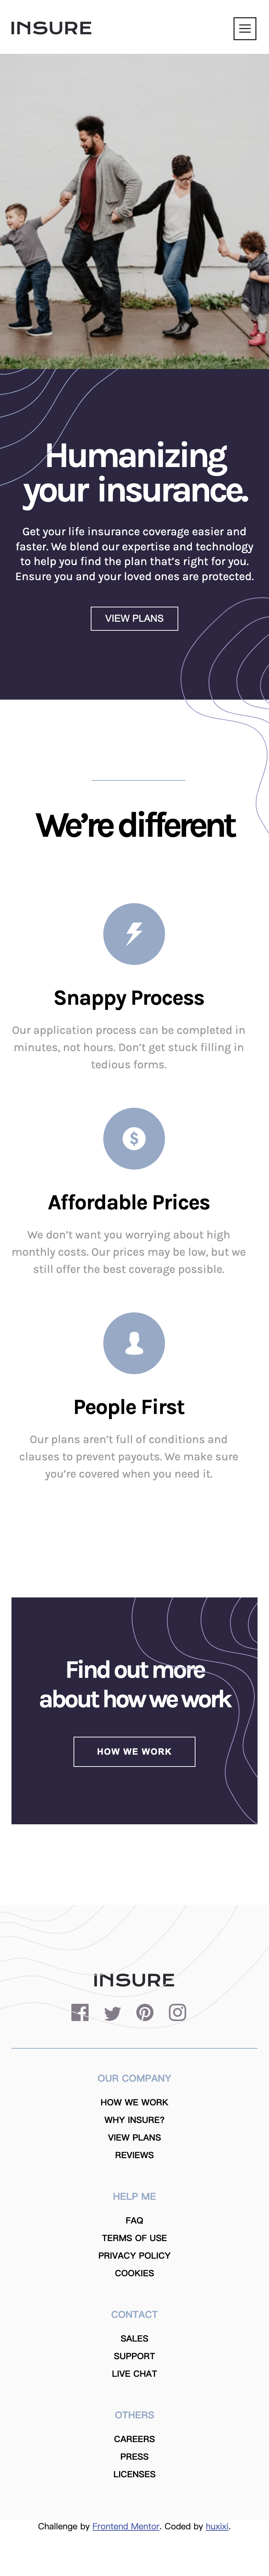 INSURE
Humanizing
your insurance.
Get your life insurance coverage easier and
faster. We blend our expertise and technology
to help you find the plan that’s right for you.
Ensure you and your loved ones are protected.
VIEW PLANS
We’re different
Snappy Process
Our application process can be completed in
minutes, not hours. Don’t get stuck filling in
tedious forms.
$
Affordable Prices
We don’t want you worrying about high
monthly costs. Our prices may be low, but we
still offer the best coverage possible.
People First
Our plans aren’t full of conditions and
clauses to prevent payouts. We make sure
you’re covered when you need it.
Find out more
about how we work
HOW WE WORK
INSURE
OUR COMPANY
HOW WE WORK
WHY INSURE?
VIEW PLANS
REVIEWS
HELP ME
FAQ
TERMS OF USE
PRIVACY POLICY
COOKIES
CONTACT
SALES
SUPPORT
LIVE CHAT
OTHERS
CAREERS
PRESS
LICENSES
Challenge by Frontend Mentor. Coded by huxixi.